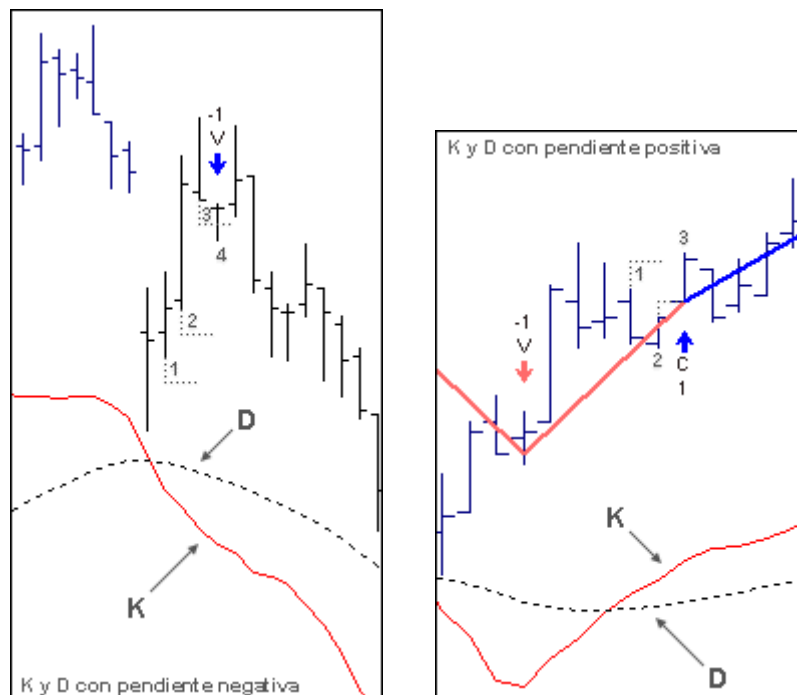 -1
V
3
4
2
1
D
K
K y D con pendiente negativa
K y D con pendiente positiva
3
1
-1
V
2
C
1
K
D